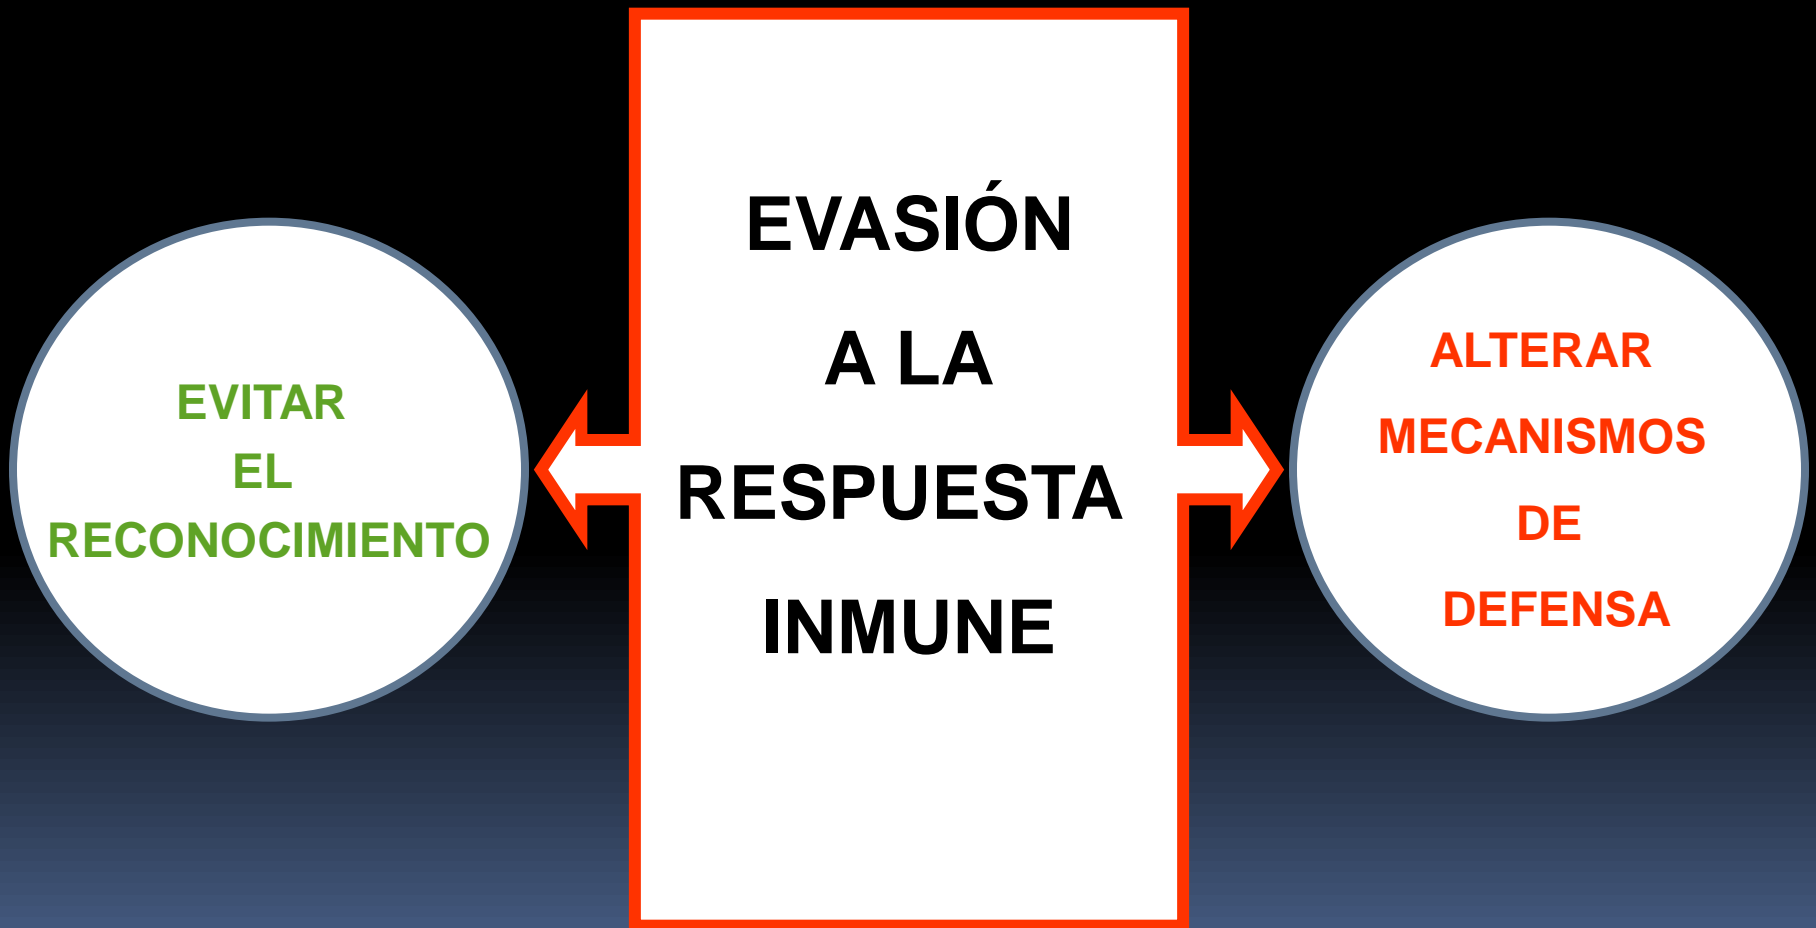 EVITAR
EL
RECONOCIMIENTO
EVASIÓN
A LA
RESPUESTA
INMUNE
ALTERAR
MECANISMOS
DE
DEFENSA